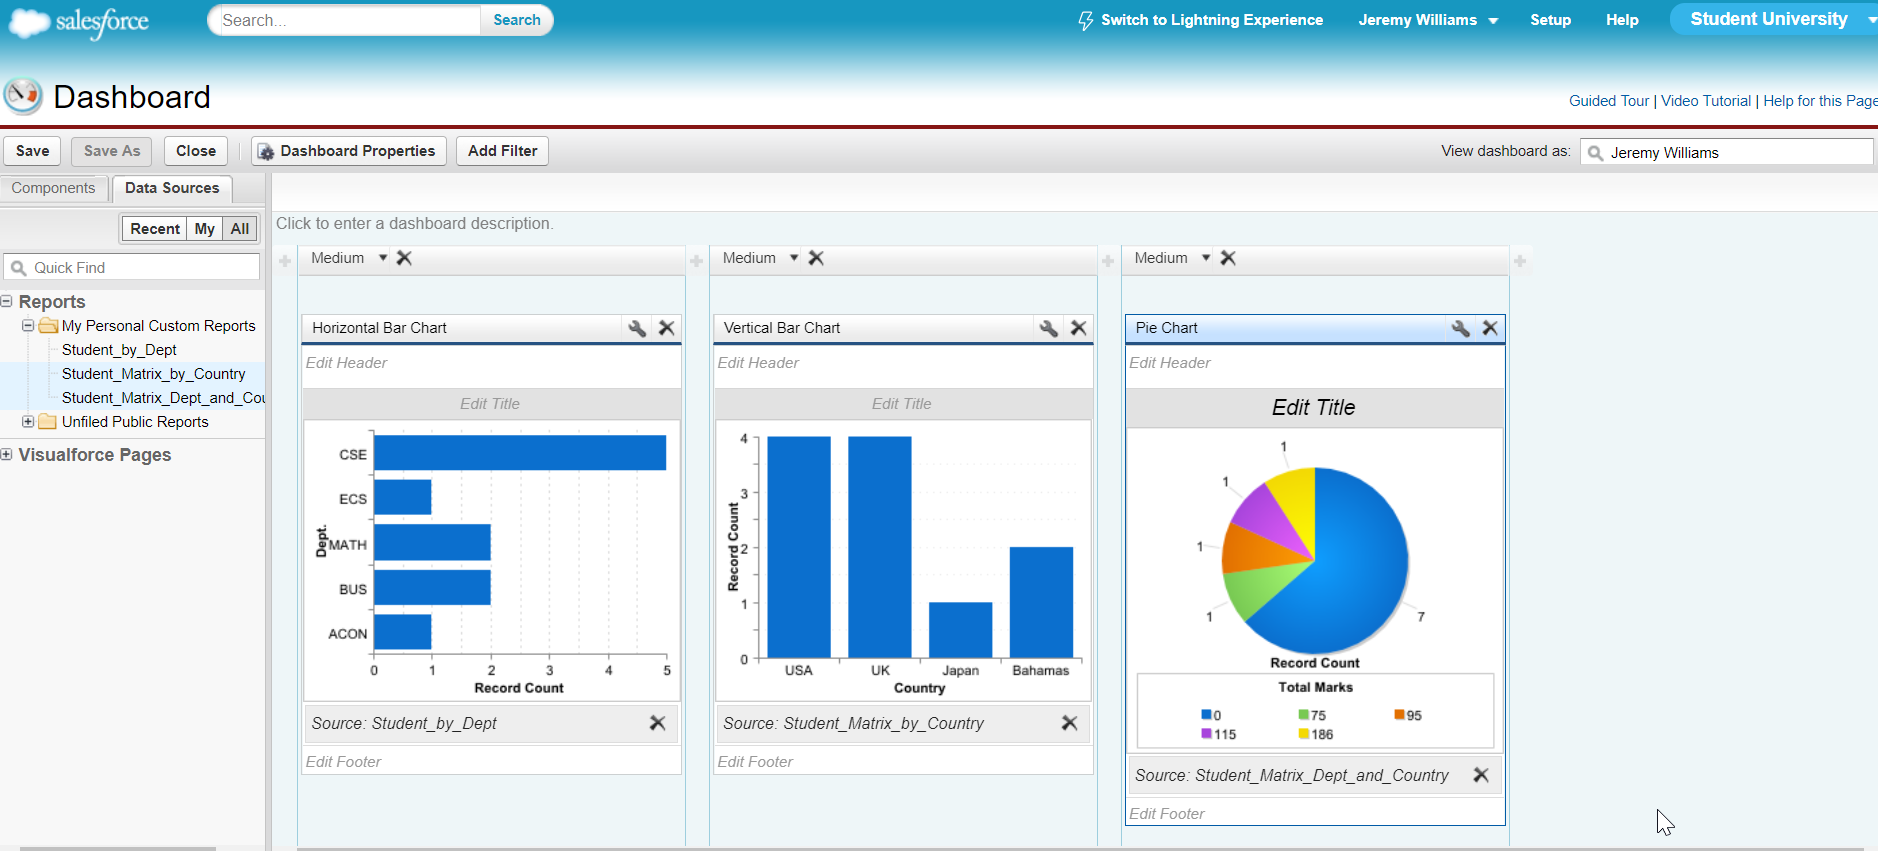 salesforce
Search...
Search
Switch to Lightning Experience
Jeremy Williams
Setup
Help
Student University
Dashboard
Guided Tour | Video Tutorial | Help for this Page
Save
Save As
Close
Dashboard Properties
Add Filter
View dashboard as:
Jeremy Williams
Components
Data Sources
Recent
My
All
Quick Find
Reports
My Personal Custom Reports
Student_by_Dept
Student_Matrix_by_Country
Student_Matrix_Dept_and_Cou
Unfiled Public Reports
Visualforce Pages
Click to enter a dashboard description.
Medium
Horizontal Bar Chart
Edit Header
Edit Title
CSE
ECS
MATH
BUS
ACON
Dept.
0 1 2 3 4 5
Record Count
Source: Student_by_Dept
Edit Footer
Medium
Vertical Bar Chart
Edit Header
Edit Title
4
3
2
1
0
Record Count
USA UK Japan Bahamas
Country
Source: Student_Matrix_by_Country
Edit Footer
Medium
Pie Chart
Edit Header
Edit Title
1
1
1
1
7
Record Count
Total Marks
0 75 95
115 186
Source: Student_Matrix_Dept_and_Country
Edit Footer